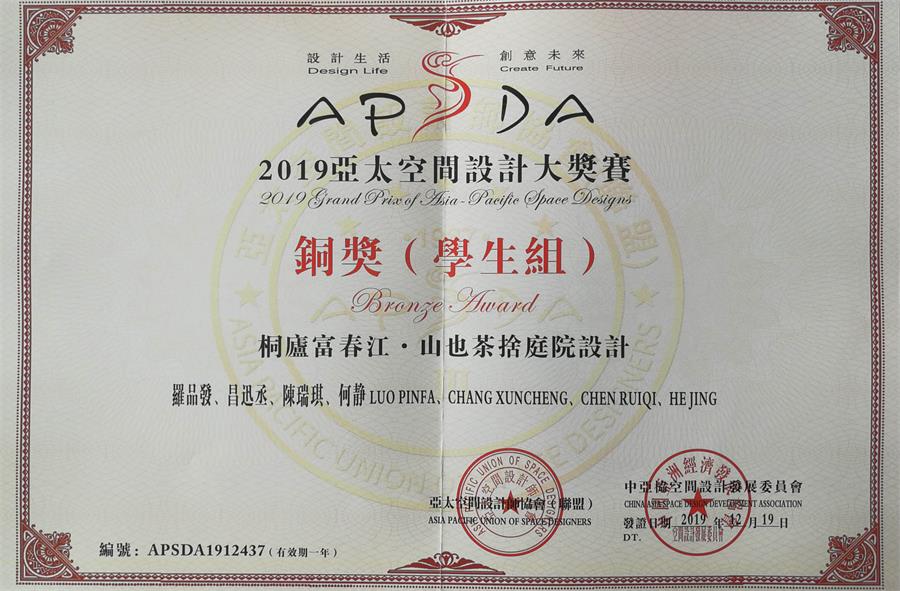 設計生活 創意未來
Design Life Create Future
APSDA
2019亞太空間設計大獎賽
2019 Grand Prix of Asia-Pacific Space Designs
銅獎（學生組）
Bronze Award
桐廬富春江·山也茶捨庭院設計
羅品發、昌迅丞、陳瑞琪、何静 LUO PINFA、CHANG XUNCHENG、CHEN RUIQI、HE JING
亞太空間設計師協會（聯盟） 中亞協空間設計發展委員會
ASIA PACIFIC UNION OF SPACE DESIGNERS CHINA ASIA SPACE DESIGN DEVELOPMENT ASSOCIATION
發證日期 2019 年 12 月 19 日
DT.
編號：APSDA1912437（有效期一年）